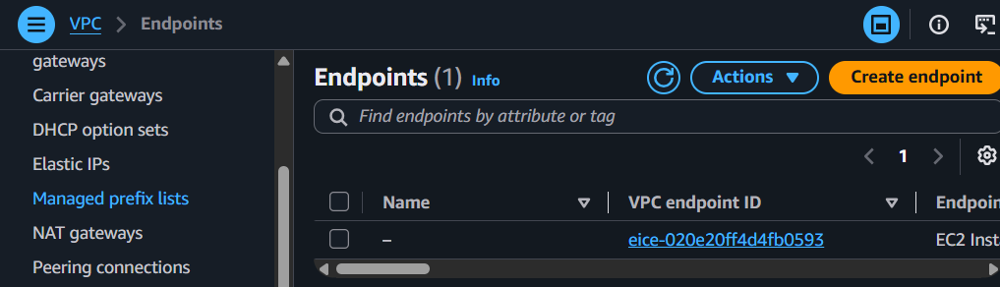 VPC > Endpoints
gateways
Carrier gateways
DHCP option sets
Elastic IPs
Managed prefix lists
NAT gateways
Peering connections
Endpoints (1) Info
Actions
Create endpoint
Find endpoints by attribute or tag
1
Name VPC endpoint ID Endpoin
– eice-020e20ff4d4fb0593 EC2 Inst